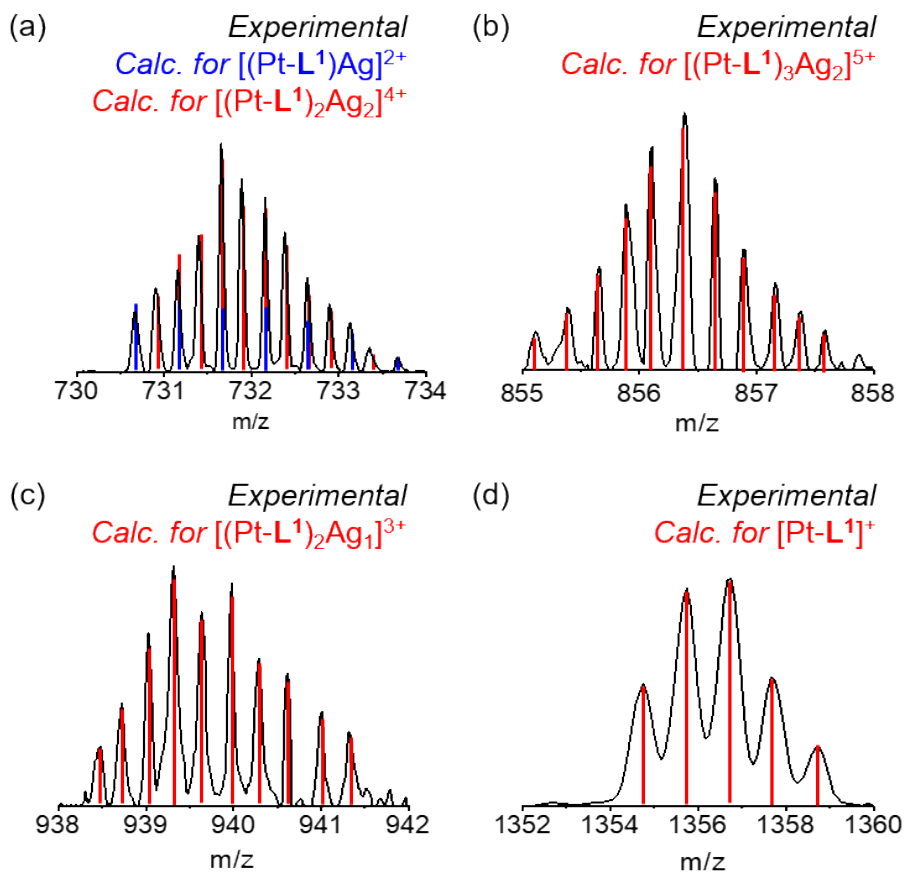 (a)
Experimental
Calc. for [(Pt-L¹)Ag]²⁺
Calc. for [(Pt-L¹)₂Ag₂]⁴⁺
730 731 732 733 734
m/z
(b)
Experimental
Calc. for [(Pt-L¹)₃Ag₂]⁵⁺
855 856 857 858
m/z
(c)
Experimental
Calc. for [(Pt-L¹)₂Ag₁]³⁺
938 939 940 941 942
m/z
(d)
Experimental
Calc. for [Pt-L¹]⁺
1352 1354 1356 1358 1360
m/z